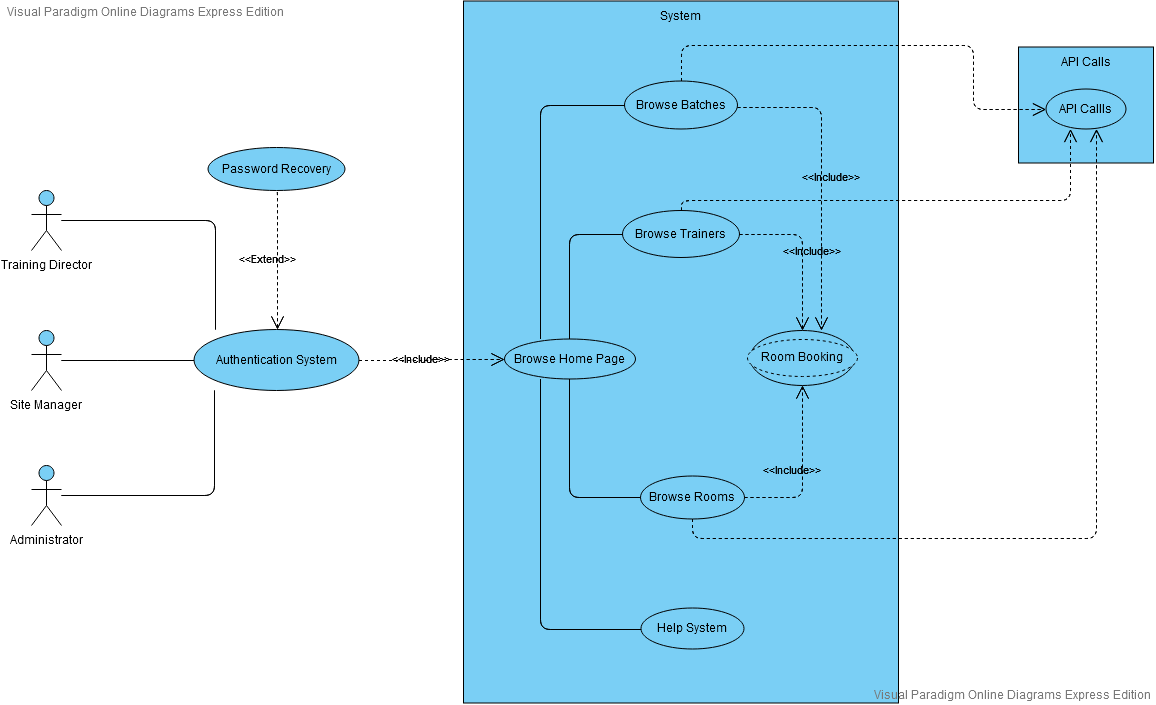 Visual Paradigm Online Diagrams Express Edition
System
API Calls
Browse Batches
API Callls
Password Recovery
<<Include>>
Browse Trainers
<<Include>>
Training Director
<<Extend>>
Authentication System
<<Include>>
Browse Home Page
Room Booking
Site Manager
<<Include>>
Browse Rooms
Administrator
Help System
Visual Paradigm Online Diagrams Express Edition